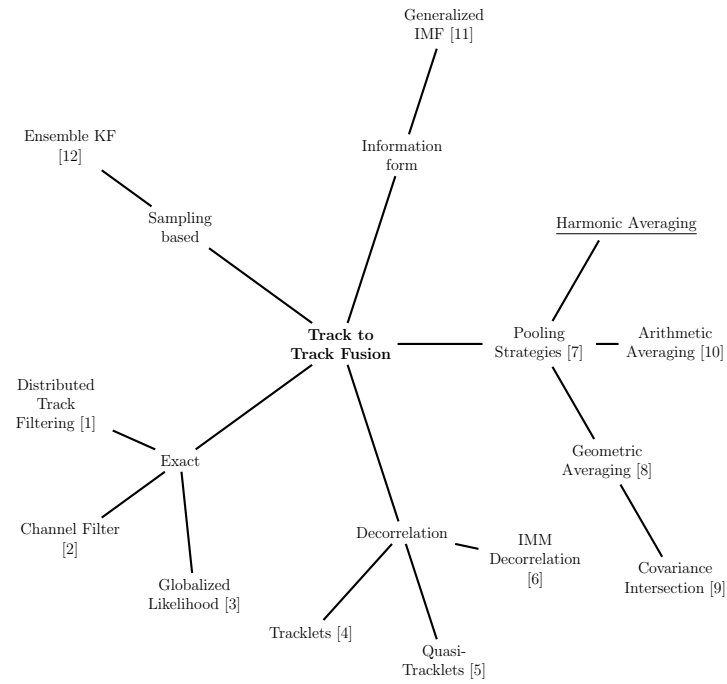 Generalized
IMF [11]
Ensemble KF
[12]
Information
form
Sampling
based
Harmonic Averaging
Track to
Track Fusion
Pooling
Strategies [7]
Arithmetic
Averaging [10]
Distributed
Track
Filtering [1]
Exact
Geometric
Averaging [8]
Channel Filter
[2]
Decorrelation
IMM
Decorrelation
[6]
Covariance
Intersection [9]
Globalized
Likelihood [3]
Tracklets [4]
Quasi-
Tracklets [5]